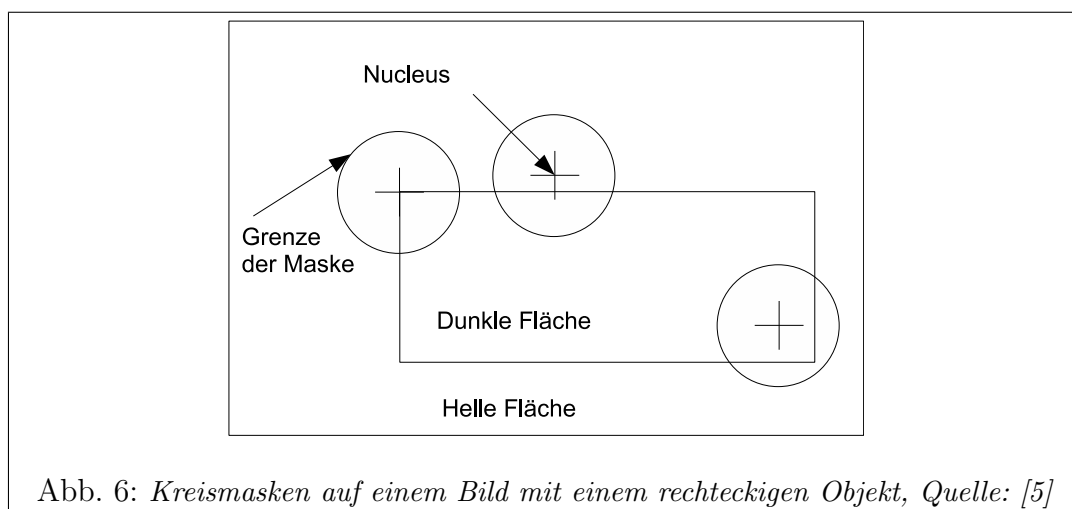 Nucleus
Grenze
der Maske
Dunkle Fläche
Helle Fläche
Abb. 6: Kreismasken auf einem Bild mit einem rechteckigen Objekt, Quelle: [5]